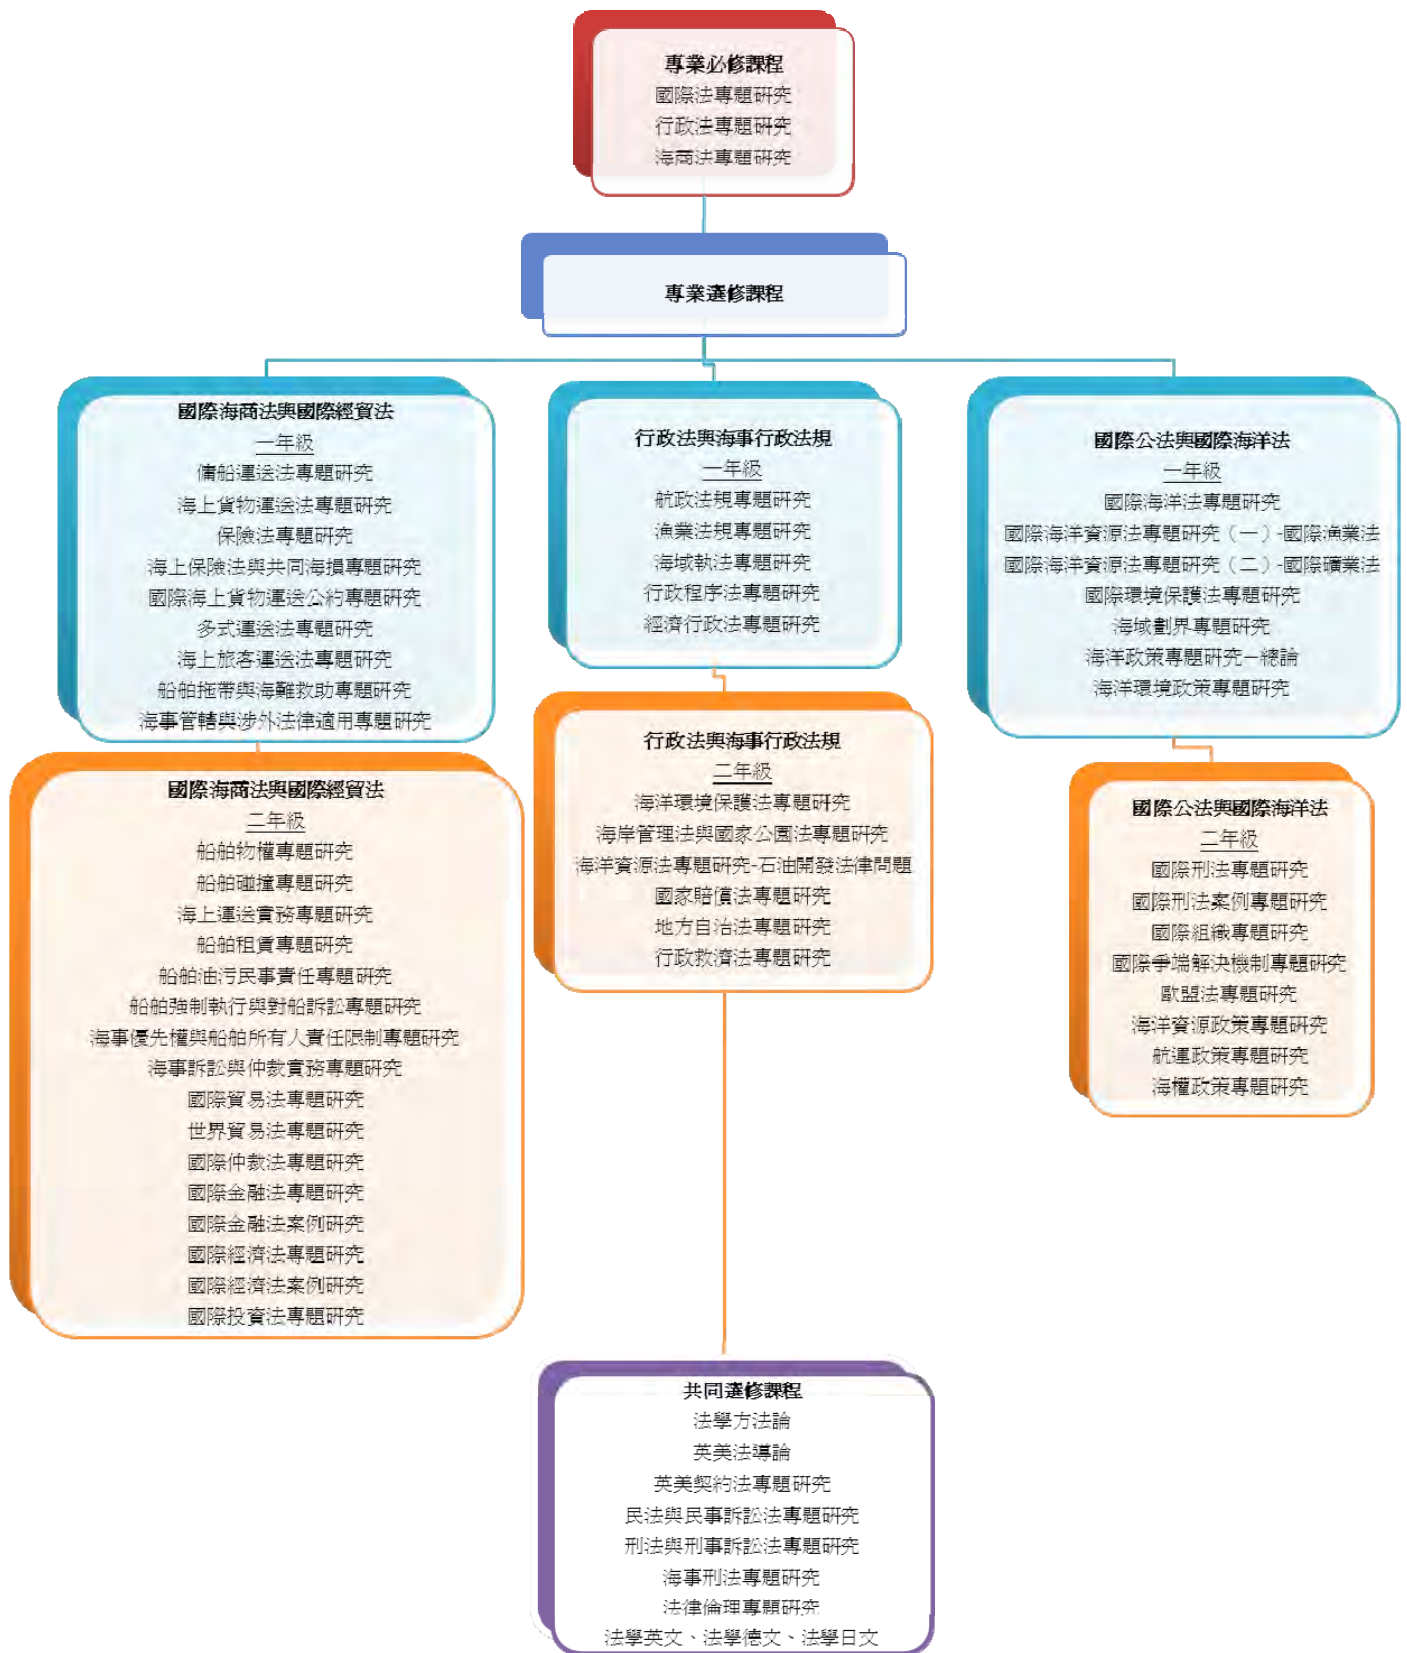 專業必修課程
國際法專題研究
行政法專題研究
海商法專題研究
專業選修課程
國際海商法與國際經貿法
一年級
傭船運送法專題研究
海上貨物運送法專題研究
保險法專題研究
海上保險法與共同海損專題研究
國際海上貨物運送公約專題研究
多式運送法專題研究
海上旅客運送法專題研究
船舶拖帶與海難救助專題研究
海事管轄與涉外法律適用專題研究
行政法與海事行政法規
一年級
航政法規專題研究
漁業法規專題研究
海域執法專題研究
行政程序法專題研究
經濟行政法專題研究
國際公法與國際海洋法
一年級
國際海洋法專題研究
國際海洋資源法專題研究（一）-國際漁業法
國際海洋資源法專題研究（二）-國際礦業法
國際環境保護法專題研究
海域劃界專題研究
海洋政策專題研究－總論
海洋環境政策專題研究
國際海商法與國際經貿法
二年級
船舶物權專題研究
船舶碰撞專題研究
海上運送實務專題研究
船舶租賃專題研究
船舶油污民事責任專題研究
船舶強制執行與對船訴訟專題研究
海事優先權與船舶所有人責任限制專題研究
海事訴訟與仲裁實務專題研究
國際貿易法專題研究
世界貿易法專題研究
國際仲裁法專題研究
國際金融法專題研究
國際金融法案例研究
國際經濟法專題研究
國際經濟法案例研究
國際投資法專題研究
行政法與海事行政法規
二年級
海洋環境保護法專題研究
海岸管理法與國家公園法專題研究
海洋資源法專題研究-石油開發法律問題
國家賠償法專題研究
地方自治法專題研究
行政救濟法專題研究
國際公法與國際海洋法
二年級
國際刑法專題研究
國際刑法案例專題研究
國際組織專題研究
國際爭端解決機制專題研究
歐盟法專題研究
海洋資源政策專題研究
航運政策專題研究
海權政策專題研究
共同選修課程
法學方法論
英美法導論
英美契約法專題研究
民法與民事訴訟法專題研究
刑法與刑事訴訟法專題研究
海事刑法專題研究
法律倫理專題研究
法學英文、法學德文、法學日文